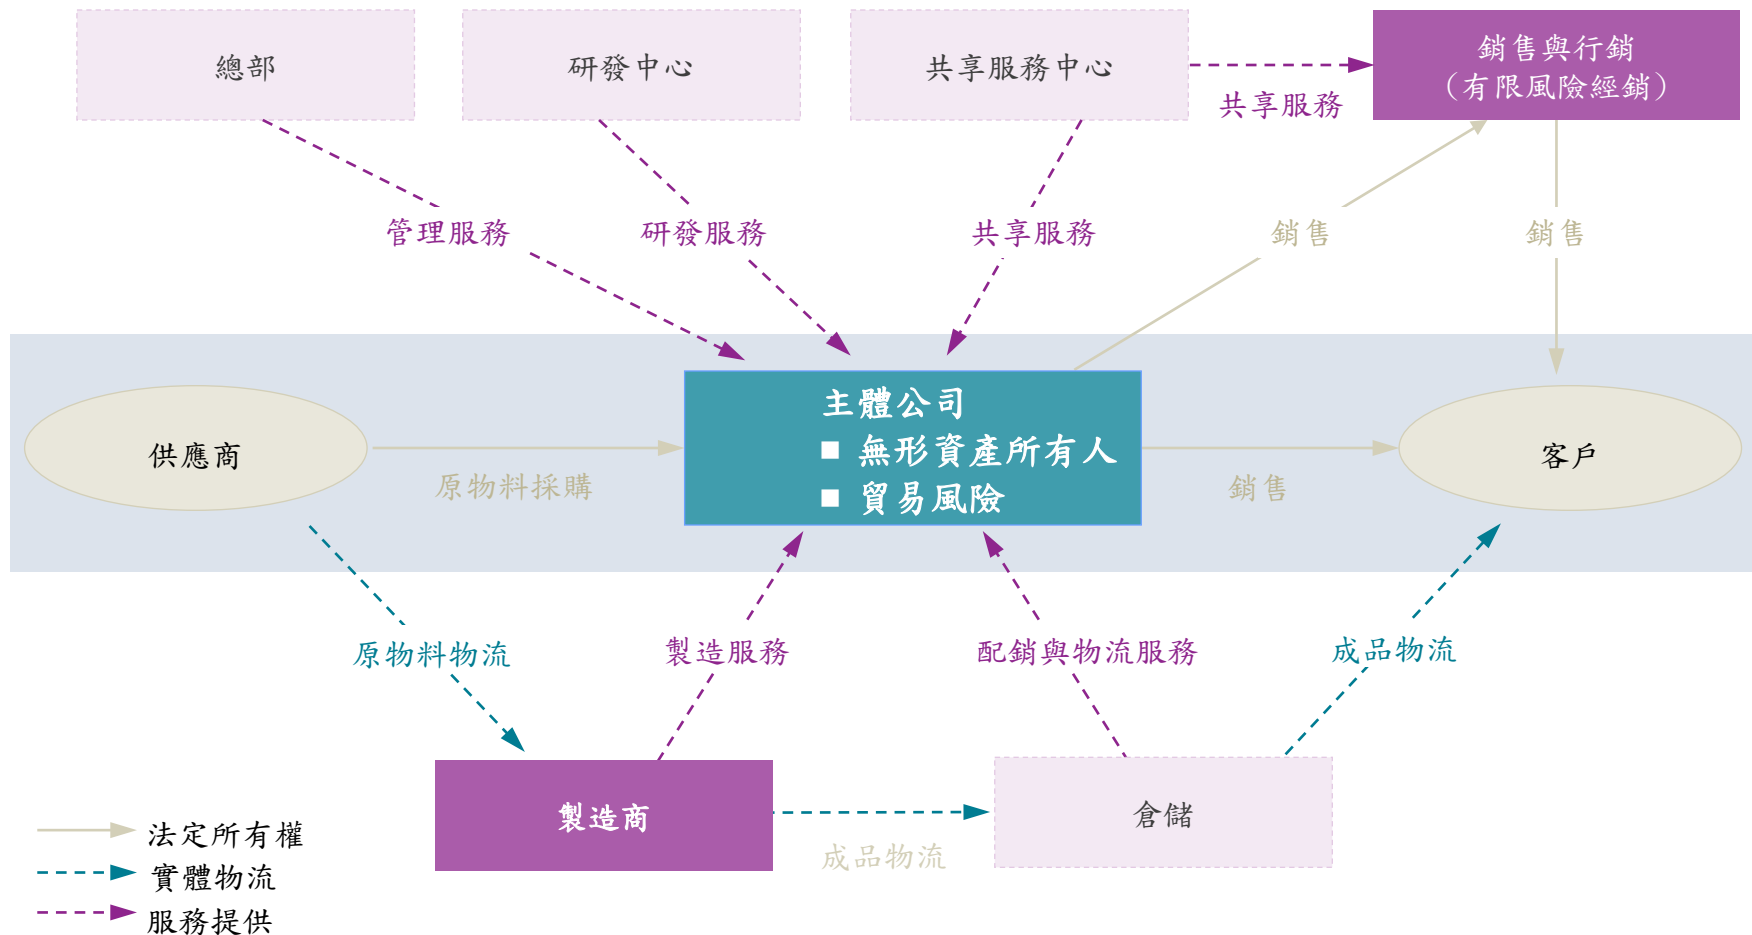 總部
研發中心
共享服務中心
銷售與行銷
（有限風險經銷）
共享服務
管理服務
研發服務
共享服務
銷售
銷售
供應商
原物料採購
主體公司
■ 無形資產所有人
■ 貿易風險
銷售
客戶
原物料物流
製造服務
配銷與物流服務
成品物流
製造商
成品物流
倉儲
法定所有權
實體物流
服務提供